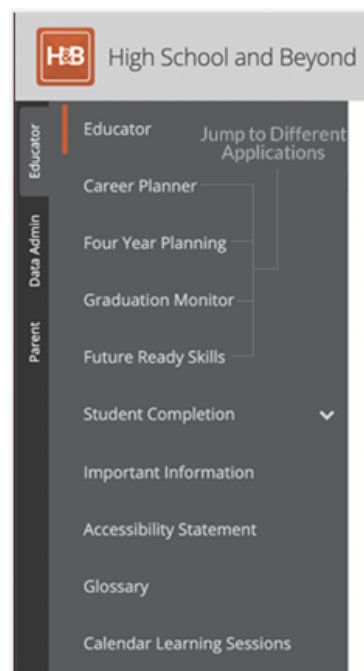 H&B High School and Beyond
Educator
Data Admin
Parent
Educator
Jump to Different
Applications
Career Planner
Four Year Planning
Graduation Monitor
Future Ready Skills
Student Completion
Important Information
Accessibility Statement
Glossary
Calendar Learning Sessions